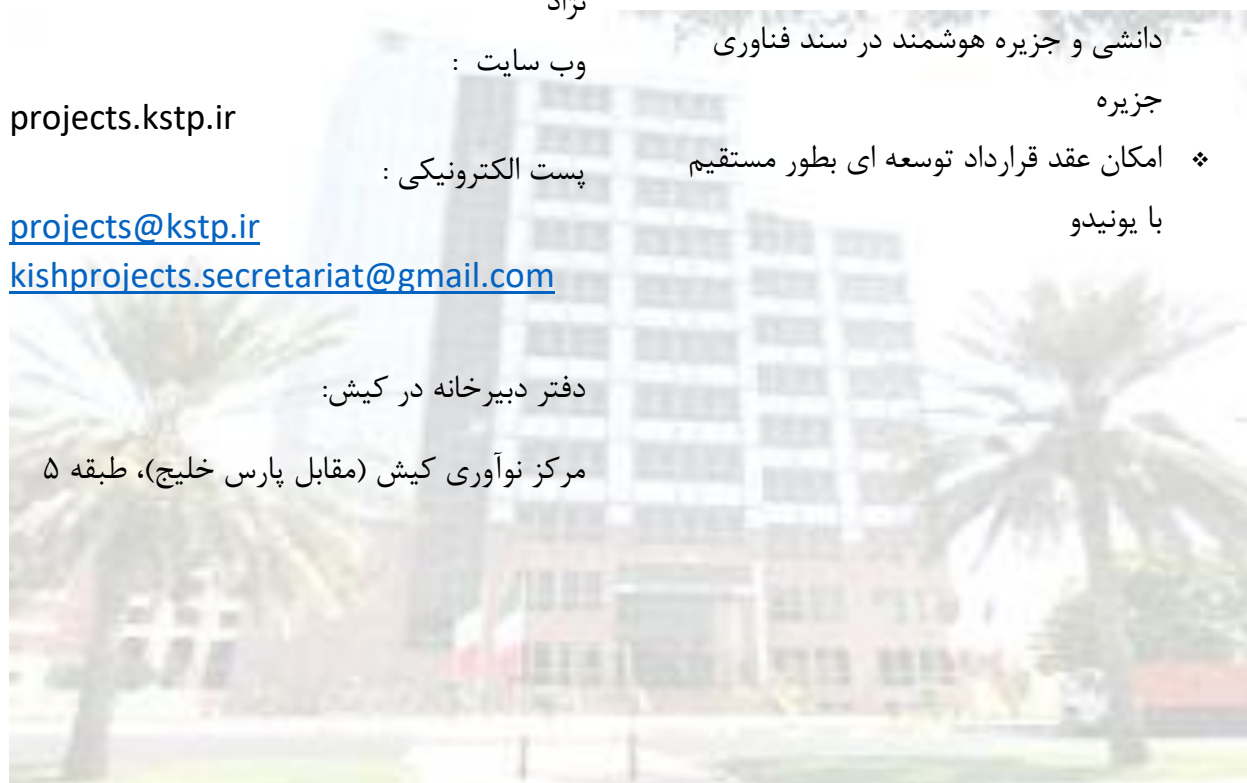 دانشی و جزیره هوشمند در سند فناوری
جزیره
❖ امکان عقد قرارداد توسعه ای بطور مستقیم
با یونیدو
نژاد
وب سایت :
projects.kstp.ir
پست الکترونیکی :
projects@kstp.ir
kishprojects.secretariat@gmail.com
دفتر دبیرخانه در کیش:
مرکز نوآوری کیش (مقابل پارس خلیج)، طبقه ۵